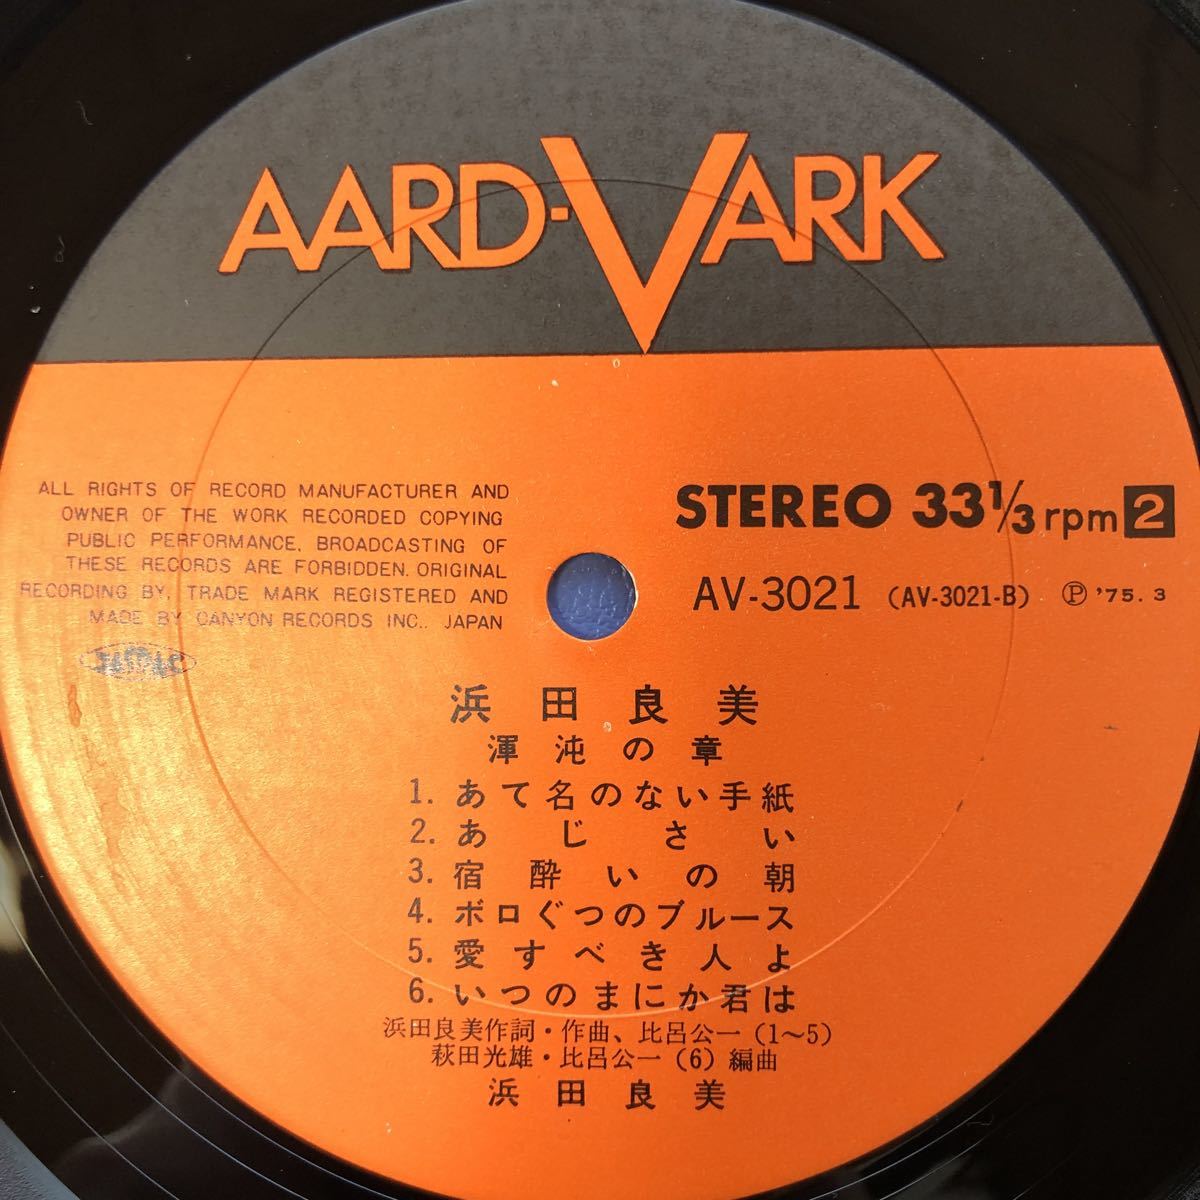 AARD-VARK
ALL RIGHTS OF RECORD MANUFACTURER AND
OWNER OF THE WORK RECORDED COPYING
PUBLIC PERFORMANCE, BROADCASTING OF
THESE RECORDS ARE FORBIDDEN. ORIGINAL
RECORDING BY, TRADE MARK REGISTERED AND
MADE BY CANYON RECORDS INC., JAPAN
JASRAC
STEREO 33⅓ rpm 2
AV-3021 (AV-3021-B) Ⓟ '75.3
浜田良美
渾沌の章
1. あて名のない手紙
2. あじさい
3. 宿酔いの朝
4. ボロぐつのブルース
5. 愛すべき人よ
6. いつのまにか君は
浜田良美作詞・作曲、比呂公一(1〜5)
萩田光雄・比呂公一(6)編曲
浜田良美